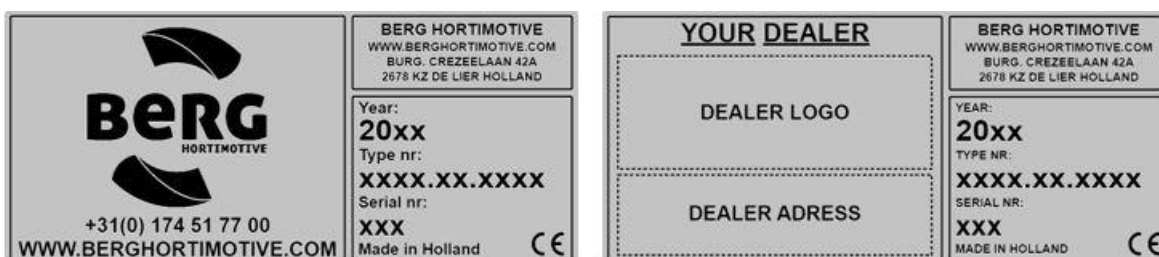 BERG
HORTIMOTIVE
+31(0) 174 51 77 00
WWW.BERGHORTIMOTIVE.COM
BERG HORTIMOTIVE
WWW.BERGHORTIMOTIVE.COM
BURG. CREZEELAAN 42A
2678 KZ DE LIER HOLLAND
Year:
20xx
Type nr:
xxxx.xx.xxxx
Serial nr:
xxx
Made in Holland CE
YOUR DEALER
DEALER LOGO
DEALER ADRESS
BERG HORTIMOTIVE
WWW.BERGHORTIMOTIVE.COM
BURG. CREZEELAAN 42A
2678 KZ DE LIER HOLLAND
YEAR:
20xx
TYPE NR:
xxxx.xx.xxxx
SERIAL NR:
xxx
MADE IN HOLLAND CE